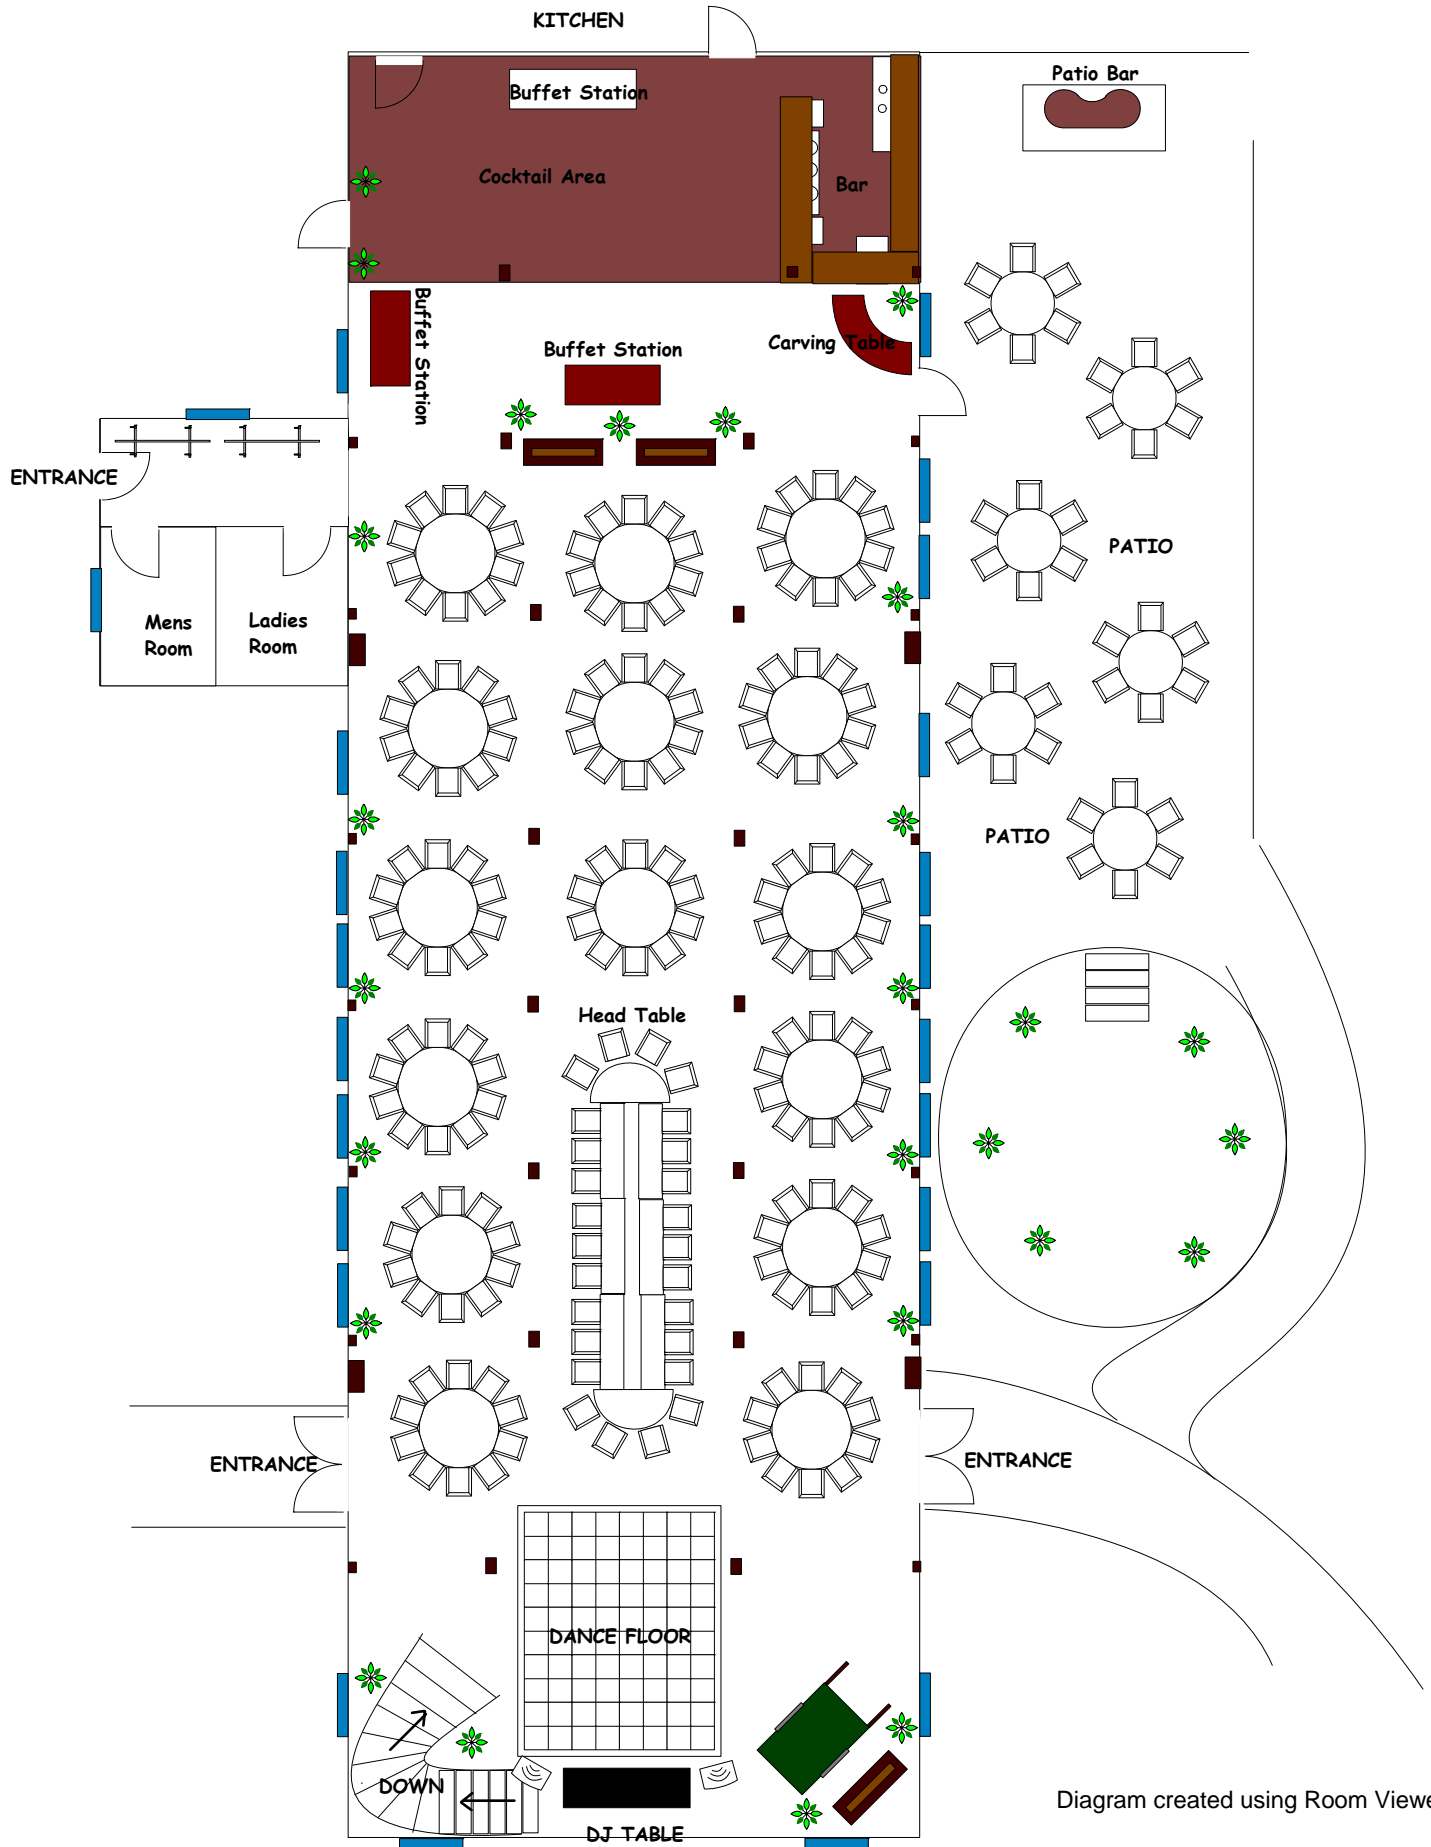 KITCHEN
Patio Bar
Buffet Station
Cocktail Area
Bar
Buffet Station
Buffet Station
Carving Table
ENTRANCE
PATIO
Mens
Room
Ladies
Room
PATIO
Head Table
ENTRANCE
ENTRANCE
DANCE FLOOR
DOWN
DJ TABLE
Diagram created using Room Viewe